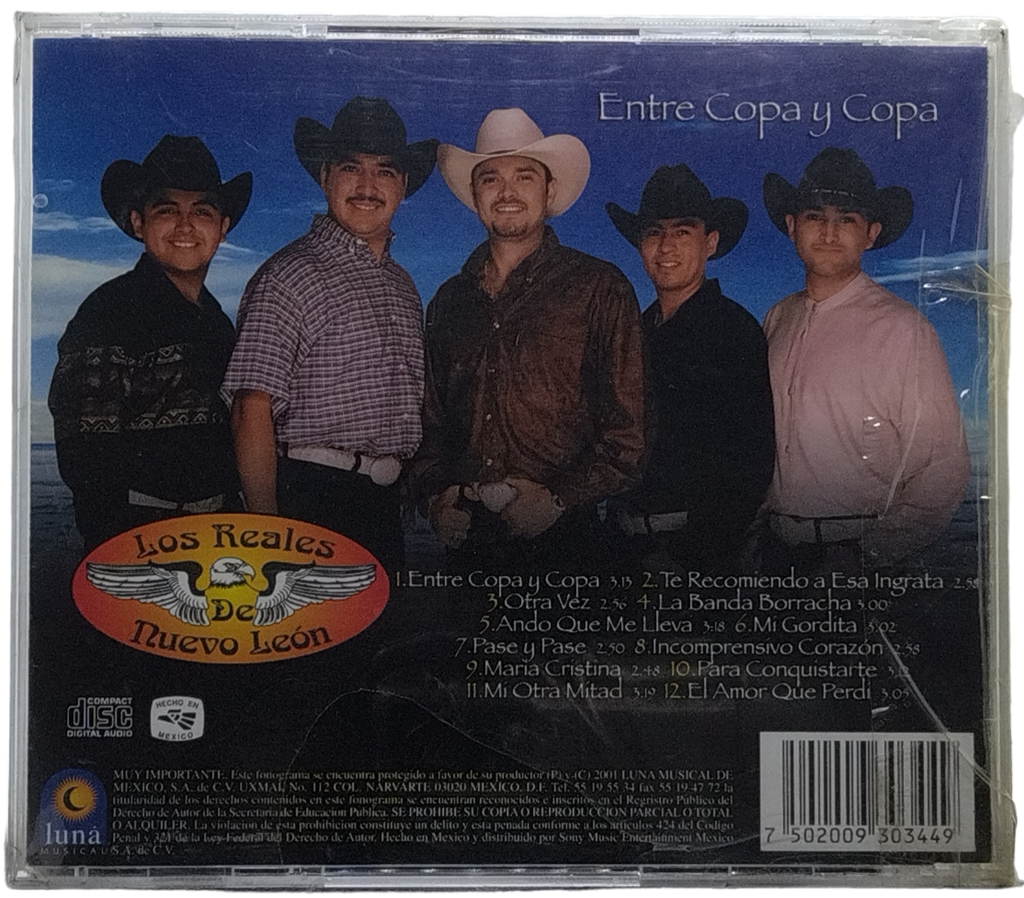 Entre Copa y Copa
Los Reales
De
Nuevo León
1.Entre Copa y Copa 3.13 2.Te Recomiendo a Esa Ingrata 2.58
3.Otra Vez 2.56 4.La Banda Borracha 3.00
5.Ando Que Me Lleva 3.18 6.Mi Gordita 3.02
7.Pase y Pase 2.50 8.Incomprensivo Corazón 2.58
9.Maria Cristina 2.48 10.Para Conquistarte
11.Mi Otra Mitad 3.19 12.El Amor Que Perdi 3.05
COMPACT
disc
DIGITAL AUDIO
HECHO EN
MEXICO
luna
MUSICAL S.A. de C.V.
MUY IMPORTANTE. Este fonograma se encuentra protegido a favor de su productor (P) y (C) 2001 LUNA MUSICAL DE
MEXICO, S.A. de C.V. UXMAL No. 112 COL. NARVARTE 03020 MEXICO, D.F. Tel. 55 19 55 34 fax 55 19 47 72 la
titularidad de los derechos contenidos en este fonograma se encuentran reconocidos e inscritos en el Registro Publico del
Derecho de Autor de la Secretaria de Educacion Publica. SE PROHIBE SU COPIA O REPRODUCCION PARCIAL O TOTAL
O ALQUILER. La violacion de esta prohibicion constituye un delito y esta penada conforme a los articulos 424 del Codigo
Penal y de la Ley Federal del Derecho de Autor. Hecho en Mexico y distribuido por Sony Music Entertainment Mexico
7 502009 303449